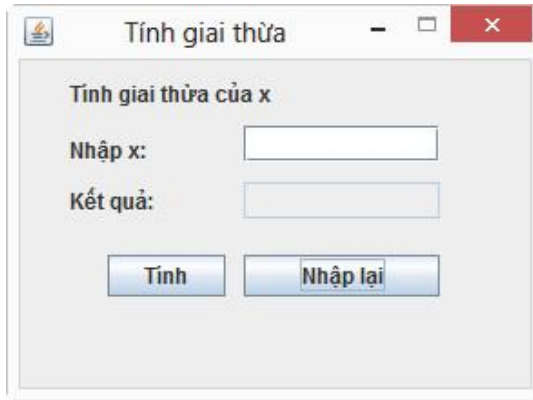 Tính giai thừa
Tính giai thừa của x
Nhập x:
Kết quả:
Tính Nhập lại